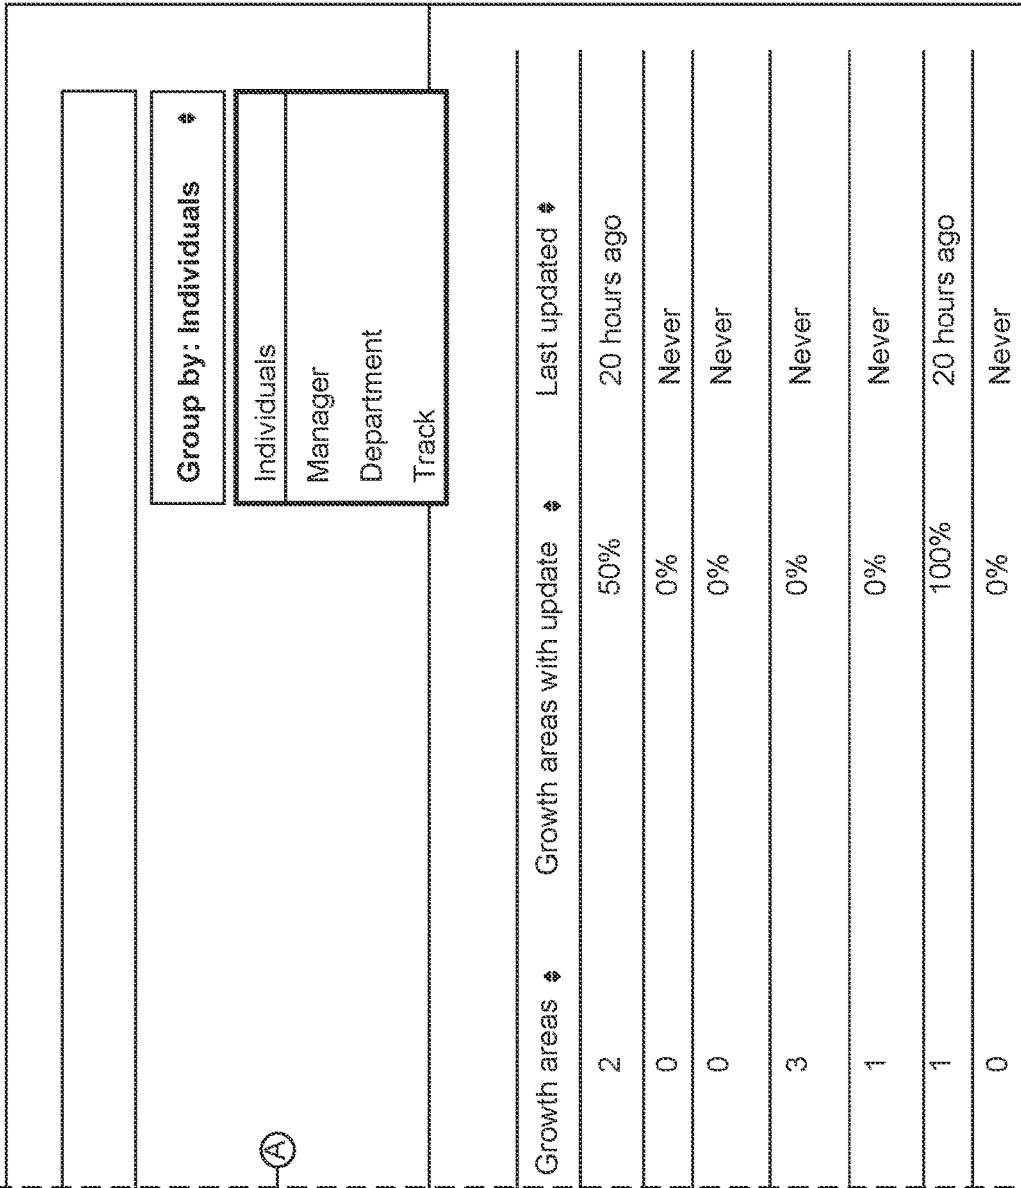 Group by: Individuals
Individuals
Manager
Department
Track
A
Growth areas Growth areas with update Last updated
2 50% 20 hours ago
0 0% Never
0 0% Never
3 0% Never
1 0% Never
1 100% 20 hours ago
0 0% Never